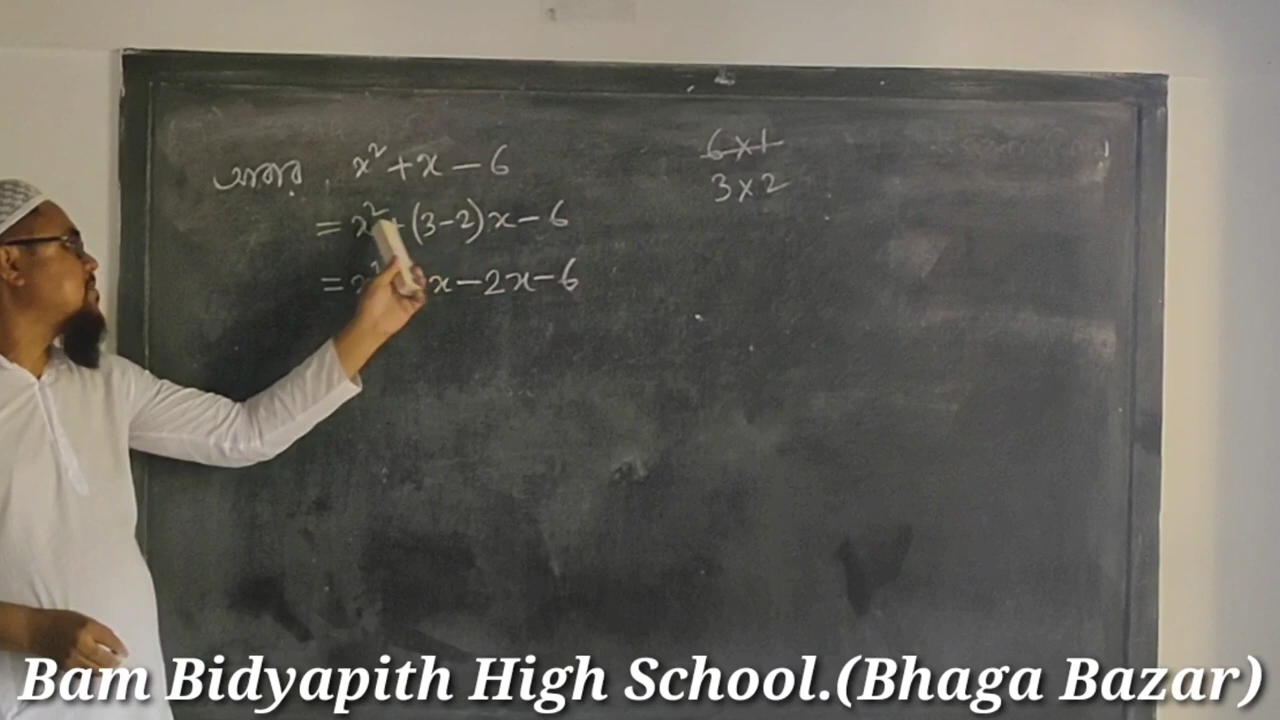 আবার, x² + x − 6
= x² + (3−2)x − 6
= x² x − 2x − 6
6×1
3×2
Bam Bidyapith High School.(Bhaga Bazar)